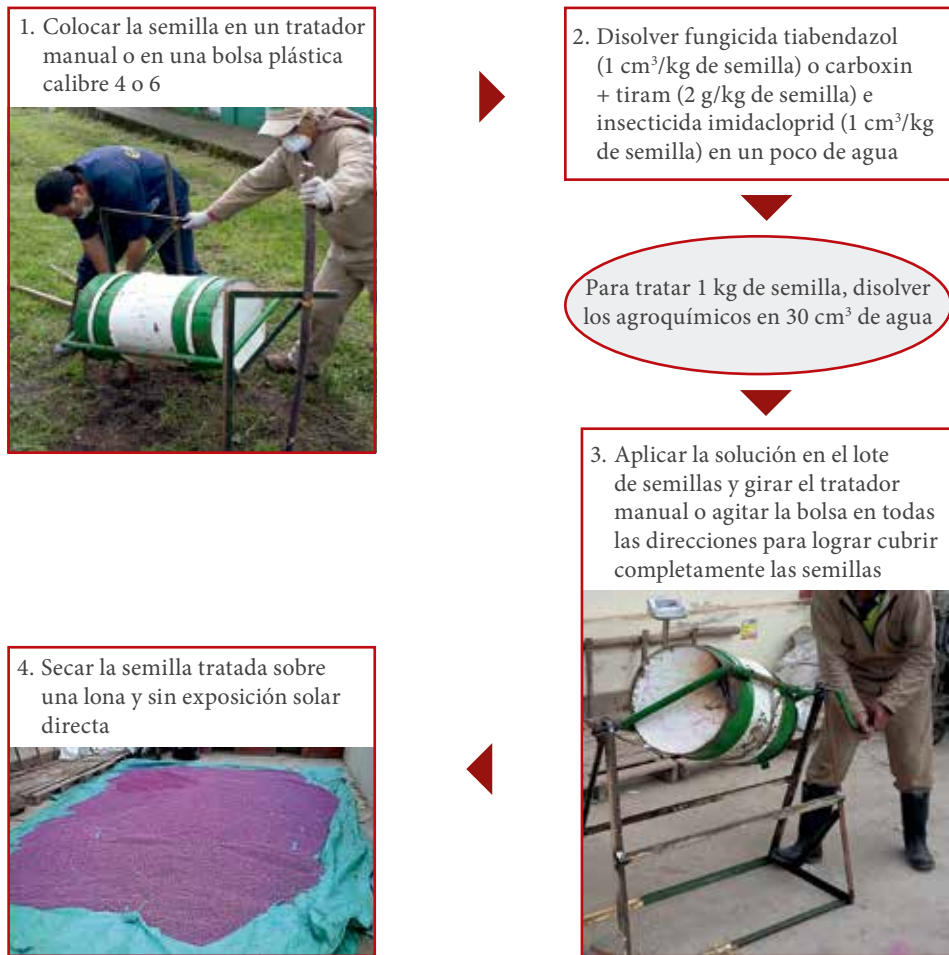 1. Colocar la semilla en un tratador
manual o en una bolsa plástica
calibre 4 o 6
2. Disolver fungicida tiabendazol
(1 cm³/kg de semilla) o carboxin
+ tiram (2 g/kg de semilla) e
insecticida imidacloprid (1 cm³/kg
de semilla) en un poco de agua
Para tratar 1 kg de semilla, disolver
los agroquímicos en 30 cm³ de agua
3. Aplicar la solución en el lote
de semillas y girar el tratador
manual o agitar la bolsa en todas
las direcciones para lograr cubrir
completamente las semillas
4. Secar la semilla tratada sobre
una lona y sin exposición solar
directa